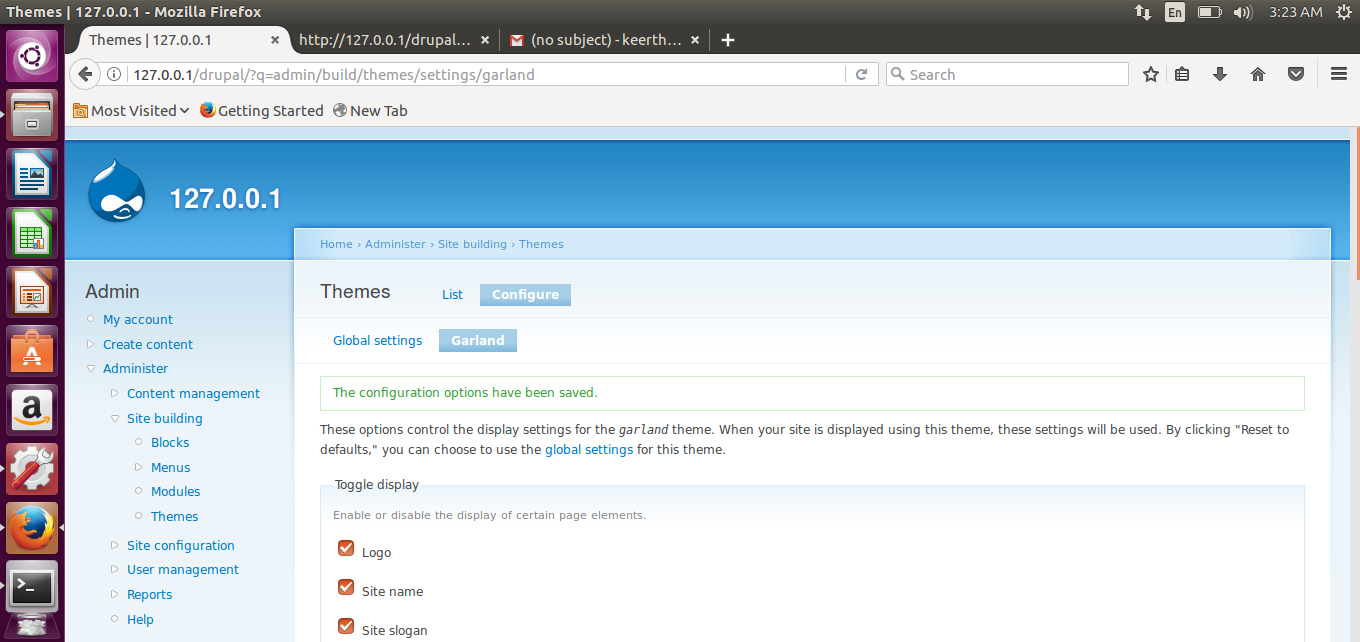 Themes | 127.0.0.1 - Mozilla Firefox
En
3:23 AM
Themes | 127.0.0.1
http://127.0.0.1/drupal...
(no subject) - keerth...
127.0.0.1/drupal/?q=admin/build/themes/settings/garland
Search
Most Visited
Getting Started
New Tab
127.0.0.1
Home › Administer › Site building › Themes
Admin
My account
Create content
Administer
Content management
Site building
Blocks
Menus
Modules
Themes
Site configuration
User management
Reports
Help
Themes
List
Configure
Global settings
Garland
The configuration options have been saved.
These options control the display settings for the garland theme. When your site is displayed using this theme, these settings will be used. By clicking "Reset to
defaults," you can choose to use the global settings for this theme.
Toggle display
Enable or disable the display of certain page elements.
Logo
Site name
Site slogan